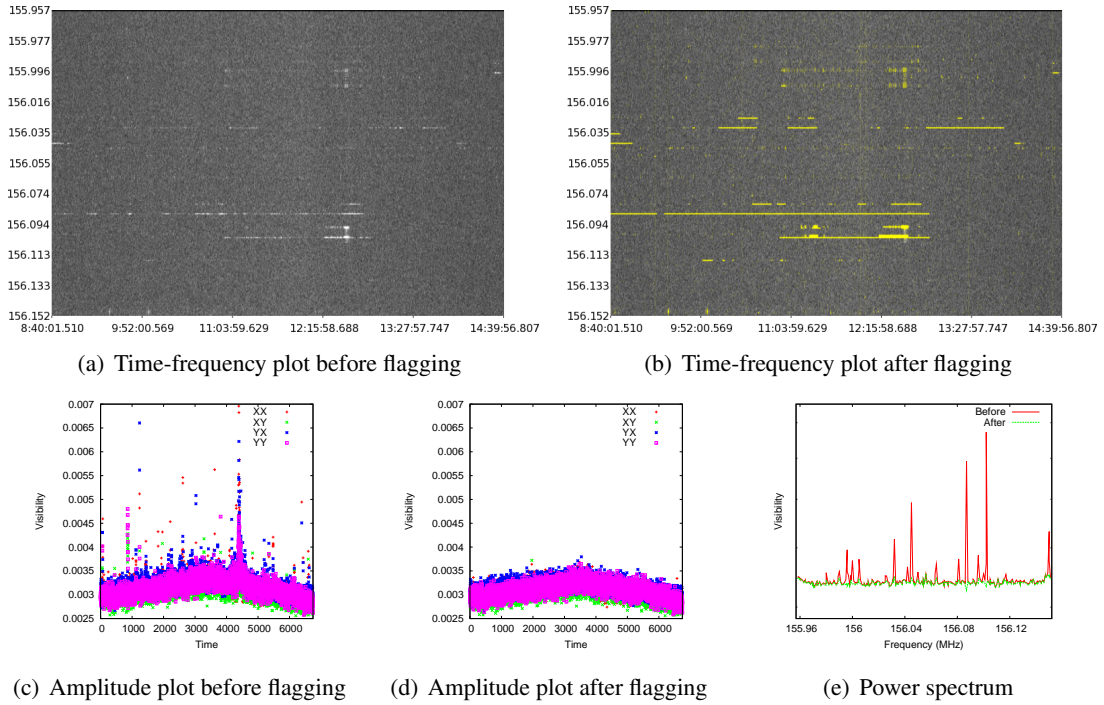 155.957
155.977
155.996
156.016
156.035
156.055
156.074
156.094
156.113
156.133
156.152
8:40:01.510 9:52:00.569 11:03:59.629 12:15:58.688 13:27:57.747 14:39:56.807
(a) Time-frequency plot before flagging
155.957
155.977
155.996
156.016
156.035
156.055
156.074
156.094
156.113
156.133
156.152
8:40:01.510 9:52:00.569 11:03:59.629 12:15:58.688 13:27:57.747 14:39:56.807
(b) Time-frequency plot after flagging
0.007
0.0065
0.006
0.0055
0.005
0.0045
0.004
0.0035
0.003
0.0025
Visibility
XX
XY
YX
YY
0 1000 2000 3000 4000 5000 6000
Time
(c) Amplitude plot before flagging
0.007
0.0065
0.006
0.0055
0.005
0.0045
0.004
0.0035
0.003
0.0025
Visibility
XX
XY
YX
YY
0 1000 2000 3000 4000 5000 6000
Time
(d) Amplitude plot after flagging
Visibility
Before
After
155.96 156 156.04 156.08 156.12
Frequency (MHz)
(e) Power spectrum